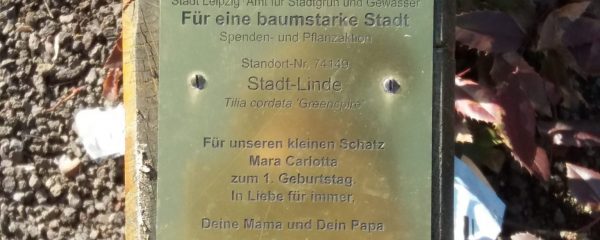 Stadt Leipzig Amt für Stadtgrün und Gewässer
Für eine baumstarke Stadt
Spenden- und Pflanzaktion
Standort-Nr. 74149
Stadt-Linde
Tilia cordata 'Greenspire'
Für unseren kleinen Schatz
Mara Carlotta
zum 1. Geburtstag.
In Liebe für immer,
Deine Mama und Dein Papa